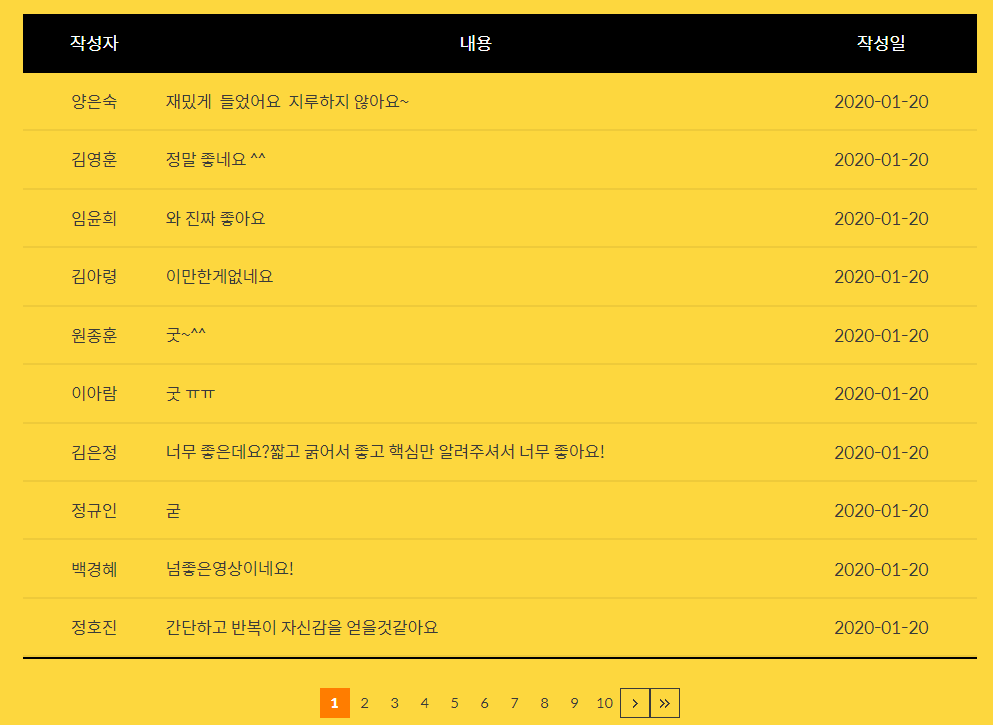 작성자 내용 작성일
양은숙 재밌게 들었어요 지루하지 않아요~ 2020-01-20
김영훈 정말 좋네요 ^^ 2020-01-20
임윤희 와 진짜 좋아요 2020-01-20
김아령 이만한게없네요 2020-01-20
원종훈 굿~^^ 2020-01-20
이아람 굿 ㅠㅠ 2020-01-20
김은정 너무 좋은데요?짧고 굵어서 좋고 핵심만 알려주셔서 너무 좋아요! 2020-01-20
정규인 굳 2020-01-20
백경혜 넘좋은영상이네요! 2020-01-20
정호진 간단하고 반복이 자신감을 얻을것같아요 2020-01-20
1 2 3 4 5 6 7 8 9 10 > >>